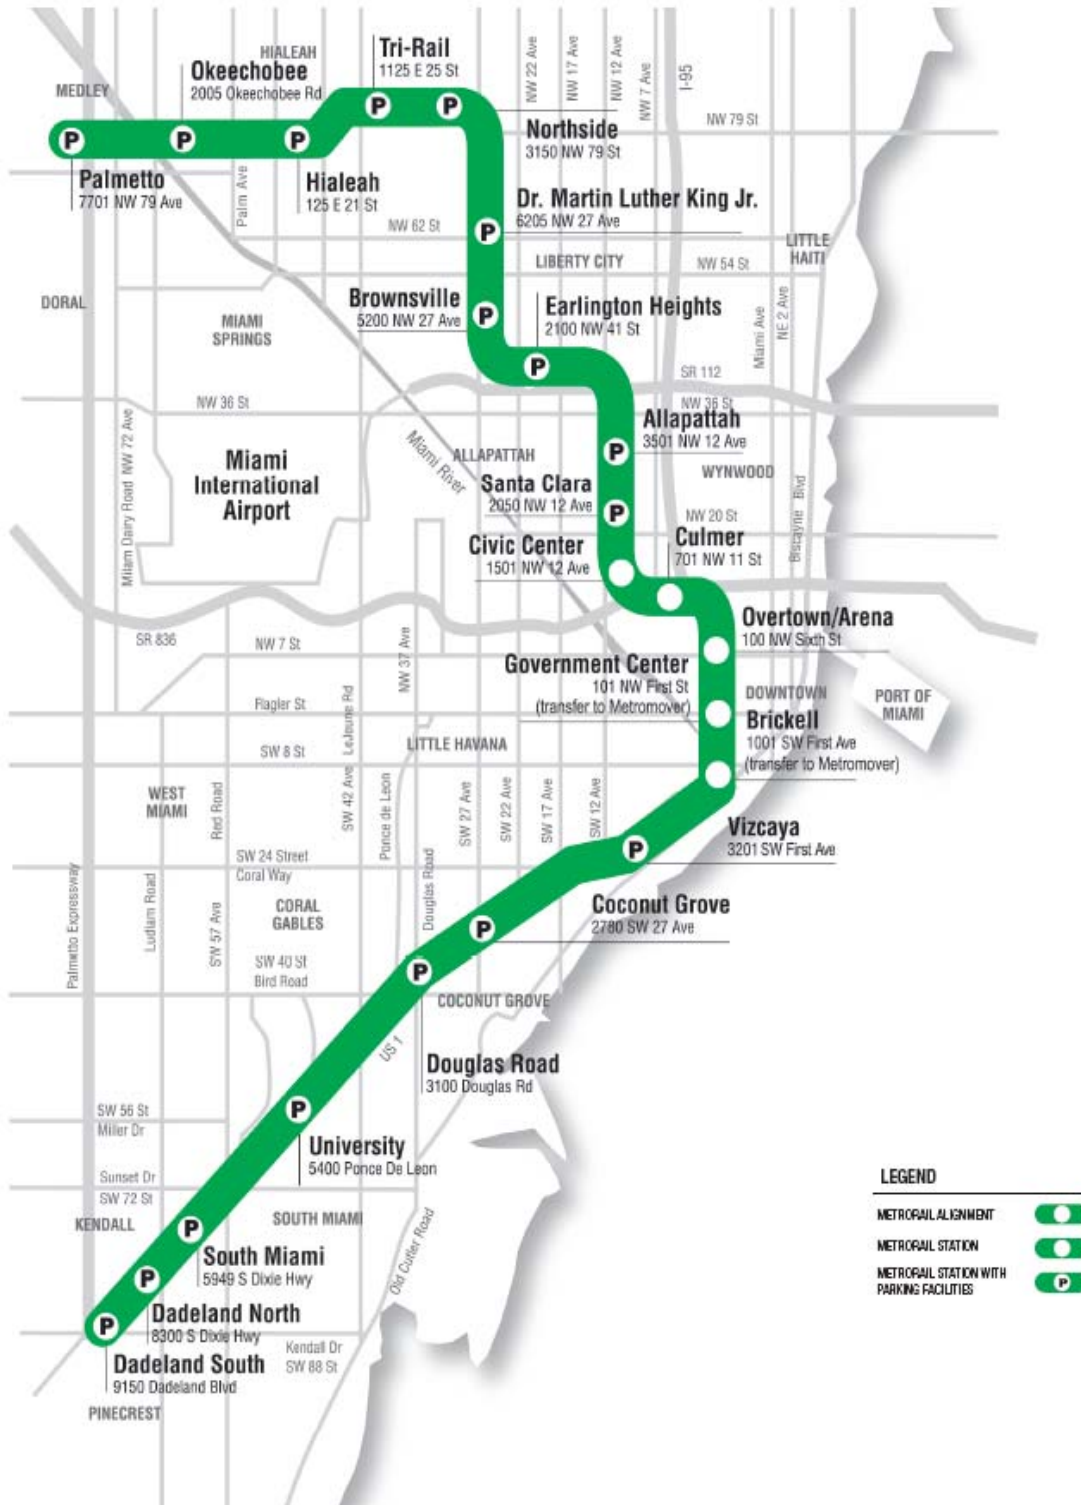 HIALEAH
Tri-Rail
1125 E 25 St
Okeechobee
2005 Okeechobee Rd
MEDLEY
NW 22 Ave
NW 17 Ave
NW 12 Ave
NW 7 Ave
I-95
NW 79 St
P
P
P
P
P
Northside
3150 NW 79 St
Palmetto
7701 NW 79 Ave
Palm Ave
Hialeah
125 E 21 St
Dr. Martin Luther King Jr.
6205 NW 27 Ave
NW 62 St
P
LITTLE
HAITI
LIBERTY CITY
NW 54 St
DORAL
Brownsville
5200 NW 27 Ave
P
Earlington Heights
2100 NW 41 St
MIAMI
SPRINGS
Miami Ave
NE 2 Ave
P
SR 112
NW 36 St
NW 36 St
Allapattah
3501 NW 12 Ave
P
Milam Dairy Road NW 72 Ave
Miami River
ALLAPATTAH
Miami
International
Airport
WYNWOOD
Santa Clara
2050 NW 12 Ave
P
NW 20 St
Biscayne Blvd
Civic Center
1501 NW 12 Ave
Culmer
701 NW 11 St
Overtown/Arena
100 NW Sixth St
SR 836
NW 7 St
NW 37 Ave
Government Center
101 NW First St
(transfer to Metromover)
DOWNTOWN
PORT OF
MIAMI
Flagler St
SW 42 Ave LeJeune Rd
Brickell
1001 SW First Ave
(transfer to Metromover)
SW 8 St
LITTLE HAVANA
WEST
MIAMI
Red Road
Ponce de Leon
SW 27 Ave
SW 22 Ave
SW 17 Ave
SW 12 Ave
Vizcaya
3201 SW First Ave
P
SW 24 Street
Coral Way
Palmetto Expressway
Ludlam Road
SW 57 Ave
Douglas Road
CORAL
GABLES
Coconut Grove
2780 SW 27 Ave
P
SW 40 St
Bird Road
P
COCONUT GROVE
US 1
Douglas Road
3100 Douglas Rd
SW 56 St
Miller Dr
P
University
5400 Ponce De Leon
Sunset Dr
SW 72 St
KENDALL
SOUTH MIAMI
P
South Miami
5949 S Dixie Hwy
Old Cutler Road
P
Dadeland North
8300 S Dixie Hwy
P
Kendall Dr
SW 88 St
Dadeland South
9150 Dadeland Blvd
PINECREST
LEGEND
METRORAIL ALIGNMENT
METRORAIL STATION
METRORAIL STATION WITH
PARKING FACILITIES
P